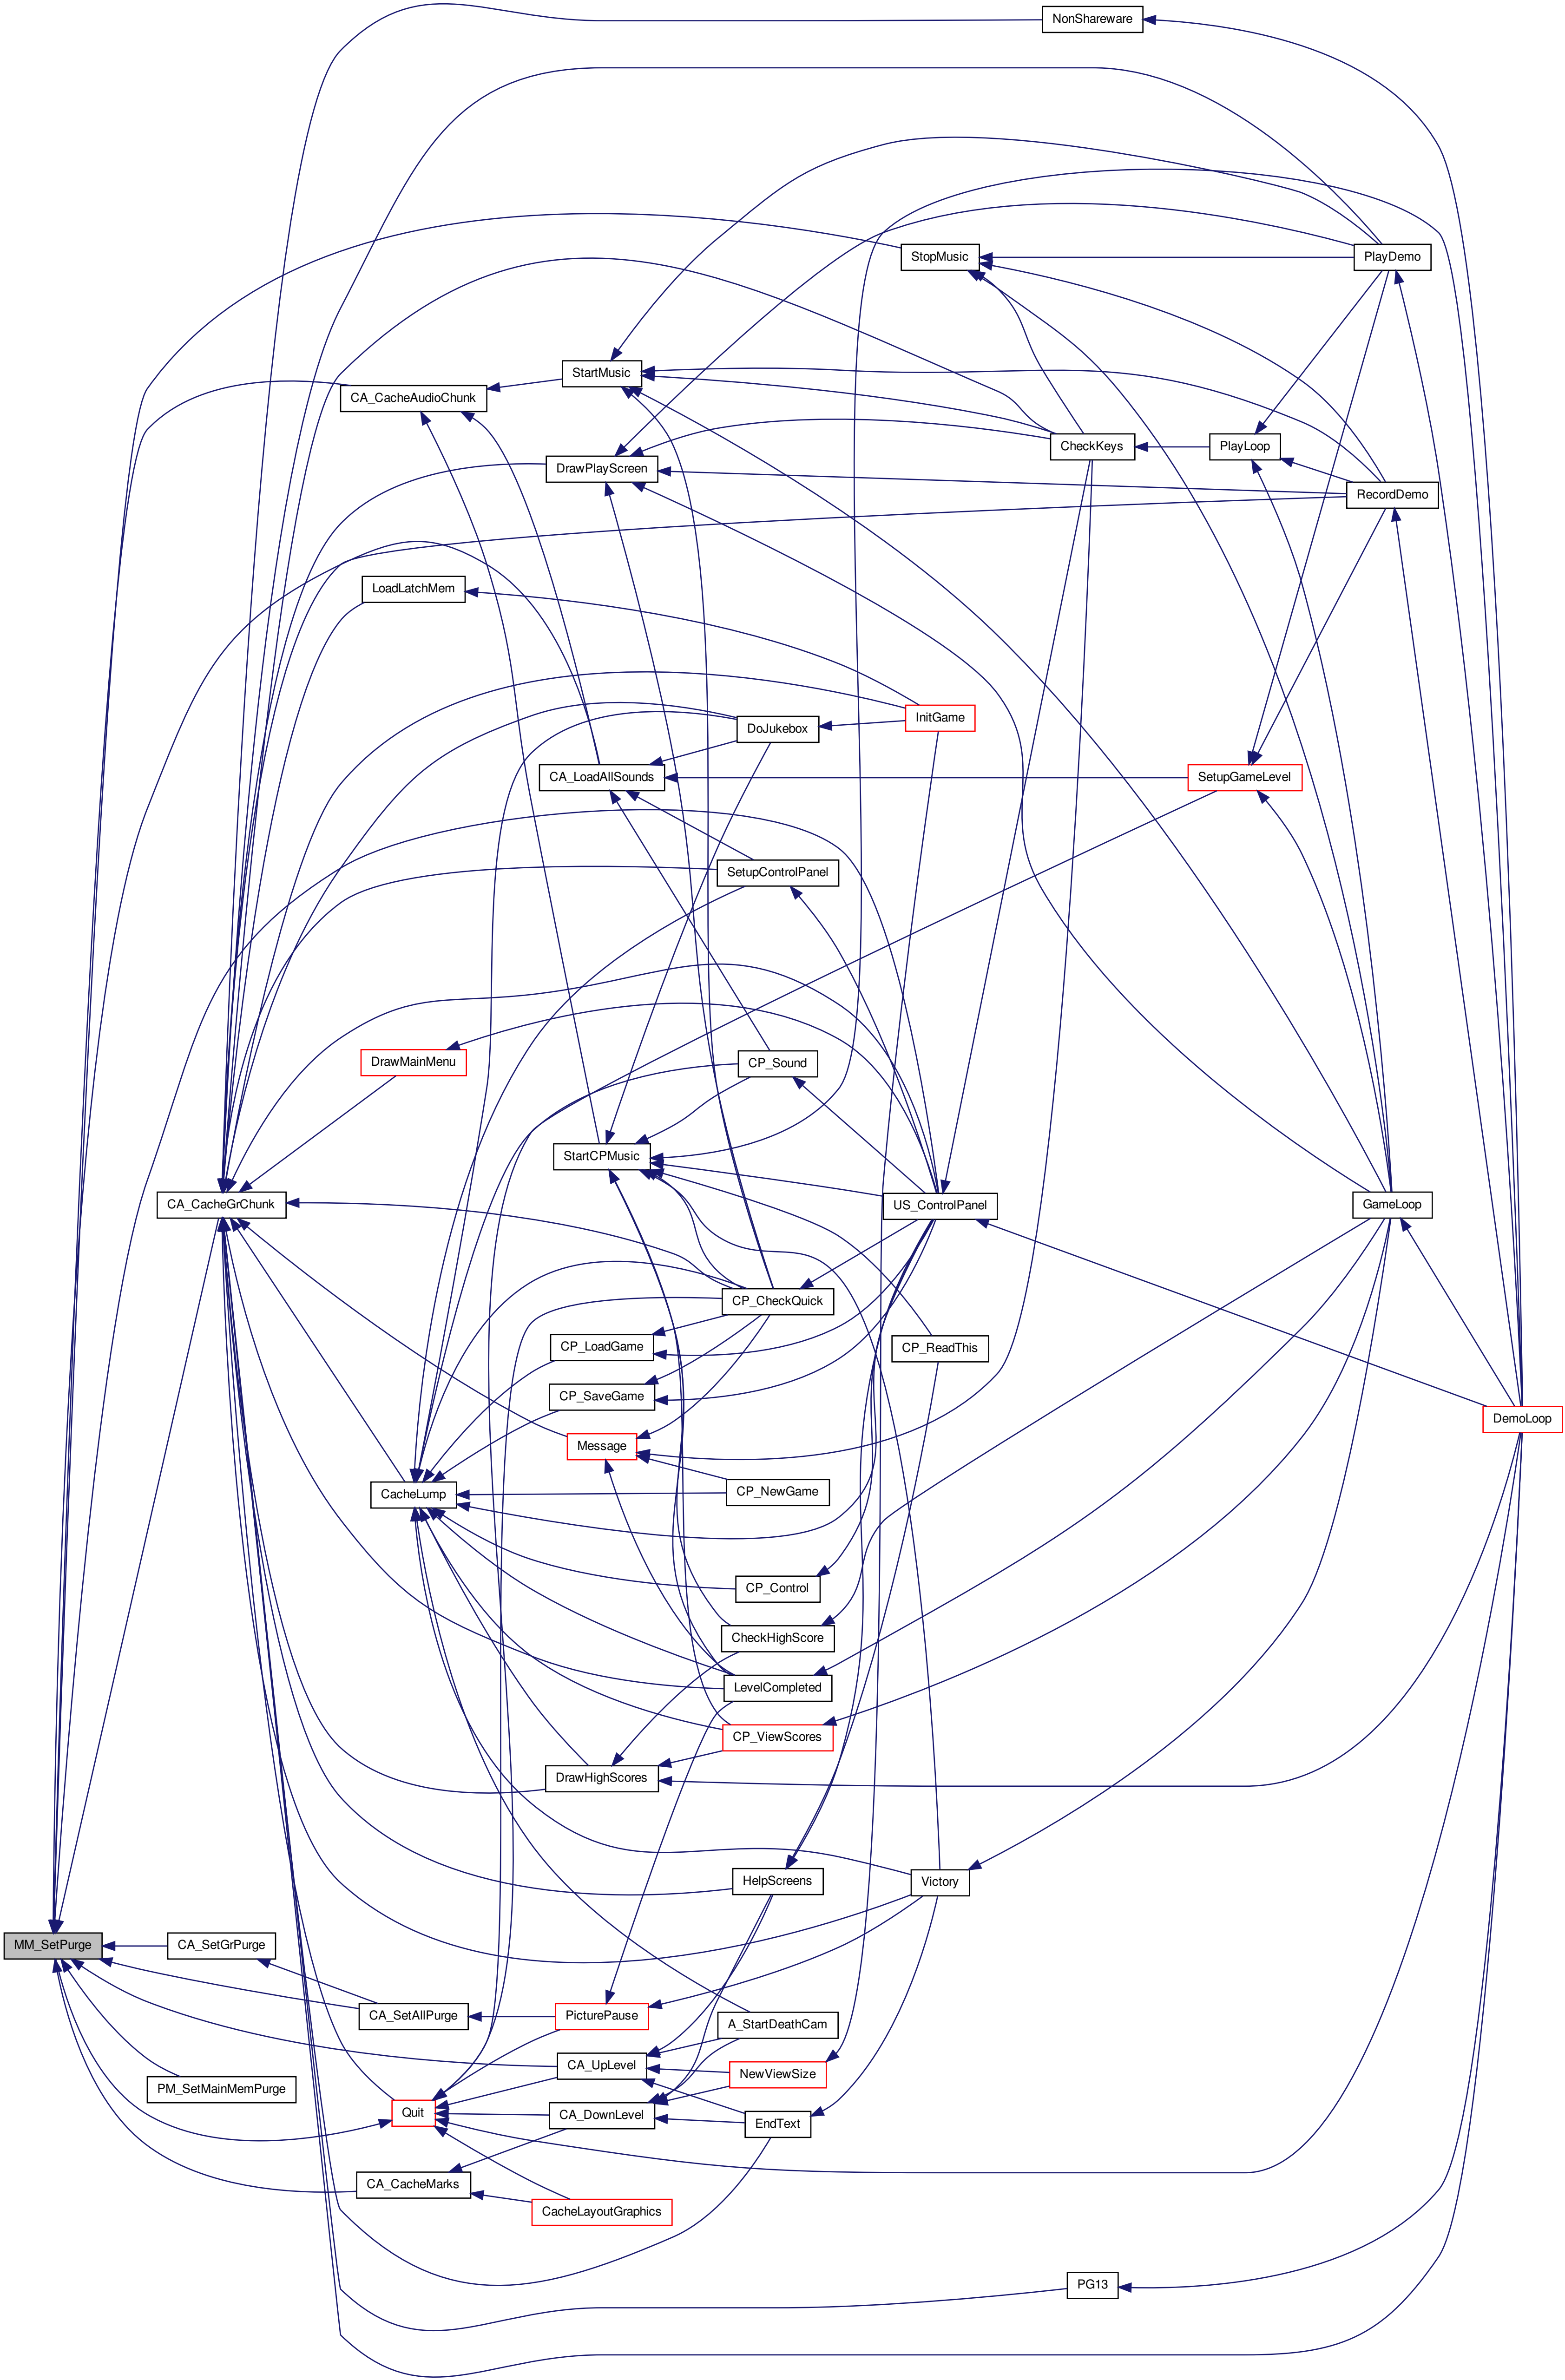 NonShareware
StopMusic
PlayDemo
StartMusic
CA_CacheAudioChunk
CheckKeys
PlayLoop
DrawPlayScreen
RecordDemo
LoadLatchMem
InitGame
DoJukebox
CA_LoadAllSounds
SetupGameLevel
SetupControlPanel
DrawMainMenu
CP_Sound
StartCPMusic
CA_CacheGrChunk
US_ControlPanel
GameLoop
CP_CheckQuick
CP_LoadGame
CP_ReadThis
CP_SaveGame
DemoLoop
Message
CacheLump
CP_NewGame
CP_Control
CheckHighScore
LevelCompleted
CP_ViewScores
DrawHighScores
HelpScreens
Victory
MM_SetPurge
CA_SetGrPurge
CA_SetAllPurge
PicturePause
A_StartDeathCam
CA_UpLevel
NewViewSize
PM_SetMainMemPurge
Quit
CA_DownLevel
EndText
CA_CacheMarks
CacheLayoutGraphics
PG13